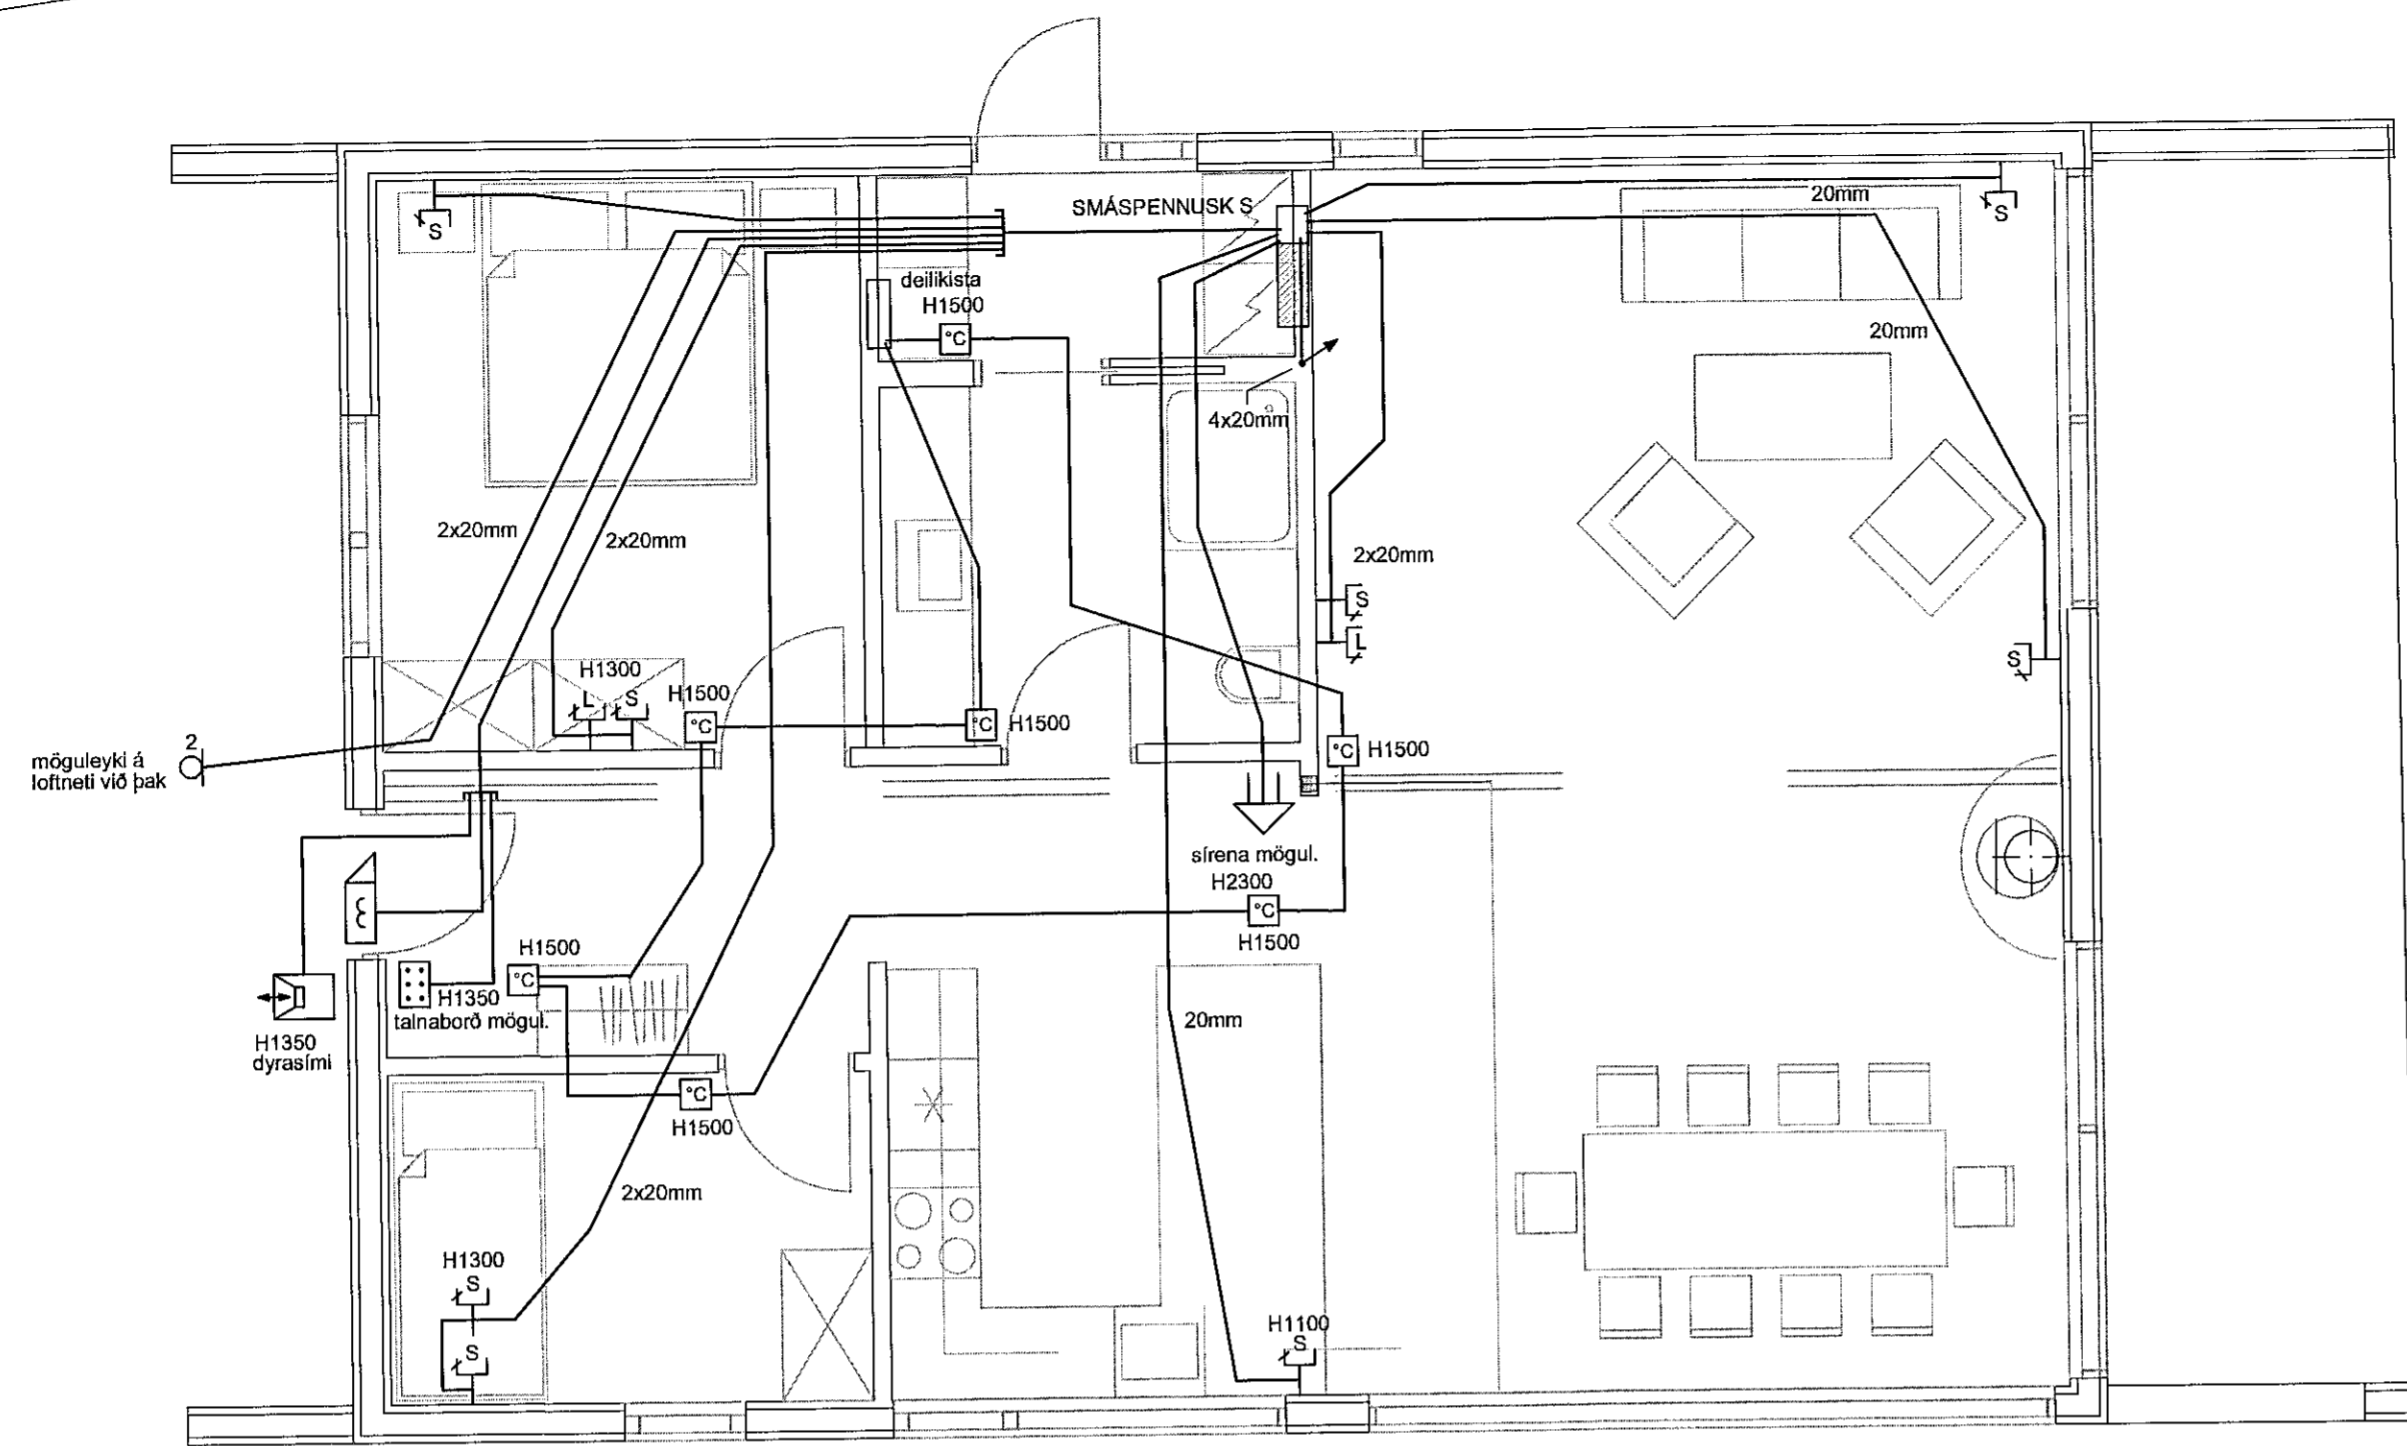 20mm
SMÁSPENNUSK S
S
S
deilikista
H1500
°C
20mm
4x20mm
2x20mm
2x20mm
2x20mm
S
L
H1300
L
S
H1500
°C
°C
H1500
S
°C
H1500
2
möguleyki á
loftneti við þak
sírena mögul.
H2300
°C
H1500
H1500
°C
H1350
talnaborð mögul.
H1350
dyrasími
20mm
°C
H1500
2x20mm
H1300
S
S
H1100
S